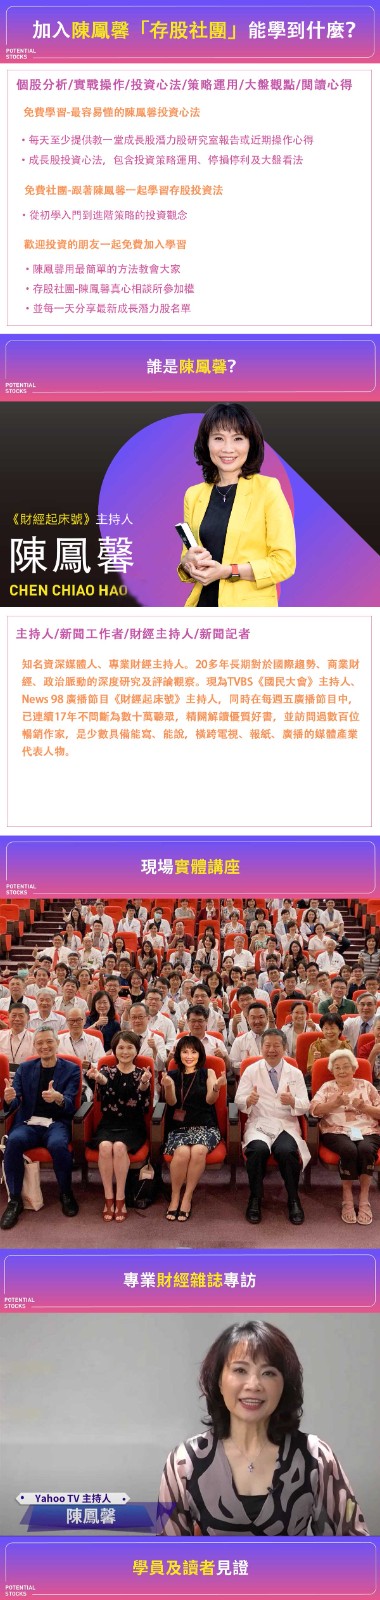 加入陳鳳馨「存股社團」能學到什麼?
POTENTIAL
STOCKS
個股分析/實戰操作/投資心法/策略運用/大盤觀點/閱讀心得
免費學習-最容易懂的陳鳳馨投資心法
・每天至少提供教一堂成長股潛力股研究室報告或近期操作心得
・成長股投資心法，包含投資策略運用、停損停利及大盤看法
免費社團-跟著陳鳳馨一起學習存股投資法
・從初學入門到進階策略的投資觀念
歡迎投資的朋友一起免費加入學習
・陳鳳馨用最簡單的方法教會大家
・存股社團-陳鳳馨真心相談所參加權
・並每一天分享最新成長潛力股名單
誰是陳鳳馨?
POTENTIAL
STOCKS
《財經起床號》主持人
陳鳳馨
CHEN CHIAO HAO
主持人/新聞工作者/財經主持人/新聞記者
知名資深媒體人、專業財經主持人。20多年長期對於國際趨勢、商業財
經、政治脈動的深度研究及評論觀察。現為TVBS《國民大會》主持人、
News 98 廣播節目《財經起床號》主持人，同時在每週五廣播節目中，
已連續17年不間斷為數十萬聽眾，精闢解讀優質好書，並訪問過數百位
暢銷作家，是少數具備能寫、能說，橫跨電視、報紙、廣播的媒體產業
代表人物。
現場實體講座
POTENTIAL
STOCKS
專業財經雜誌專訪
POTENTIAL
STOCKS
Yahoo TV 主持人
陳鳳馨
學員及讀者見證
POTENTIAL
STOCKS